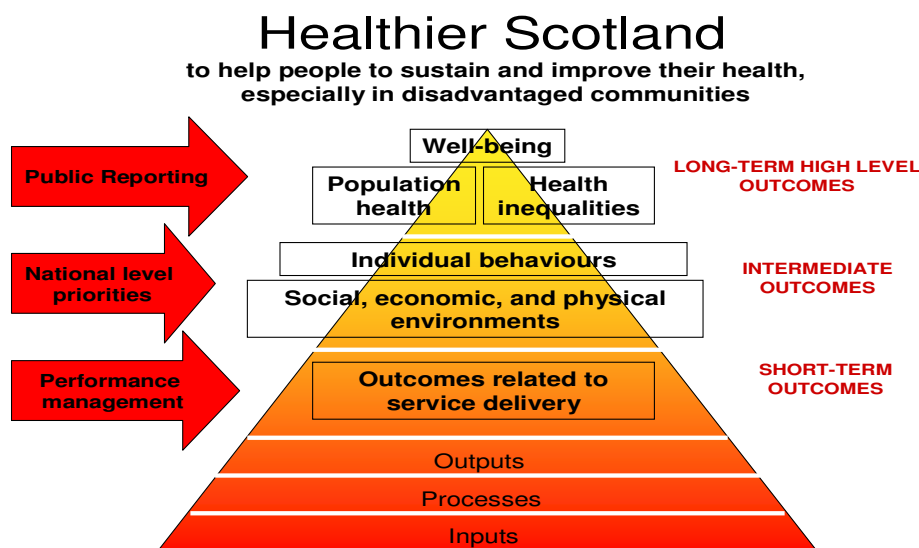 Healthier Scotland
to help people to sustain and improve their health,
especially in disadvantaged communities
Public Reporting
Well-being
Population
health
Health
inequalities
LONG-TERM HIGH LEVEL
OUTCOMES
National level
priorities
Individual behaviours
Social, economic, and physical
environments
INTERMEDIATE
OUTCOMES
Performance
management
Outcomes related to
service delivery
SHORT-TERM
OUTCOMES
Outputs
Processes
Inputs